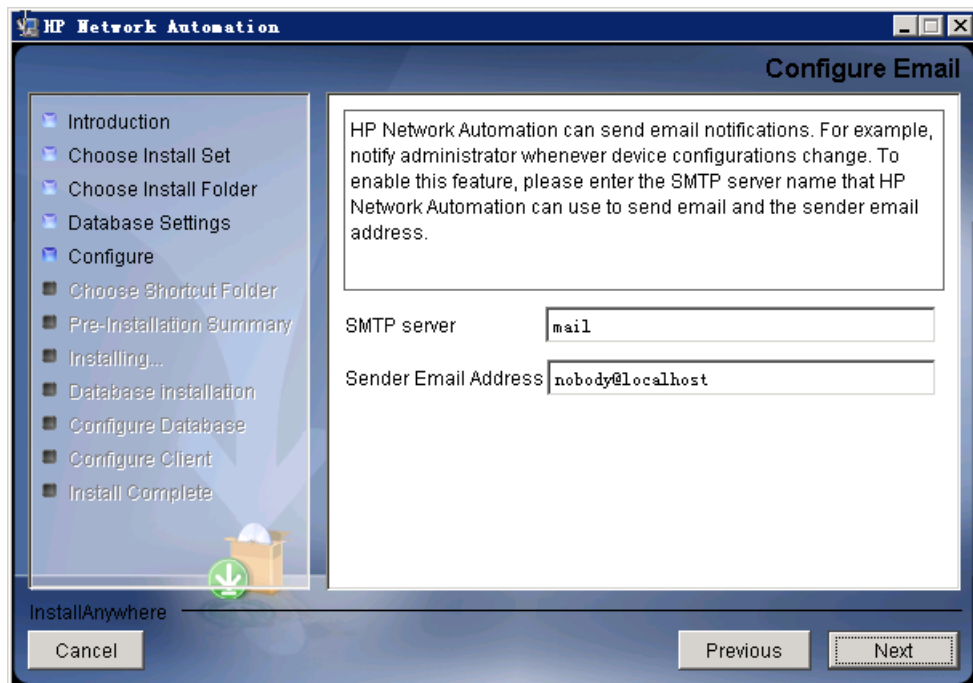 HP Network Automation
Configure Email
Introduction
Choose Install Set
Choose Install Folder
Database Settings
Configure
Choose Shortcut Folder
Pre-Installation Summary
Installing...
Database installation
Configure Database
Configure Client
Install Complete
HP Network Automation can send email notifications. For example,
notify administrator whenever device configurations change. To
enable this feature, please enter the SMTP server name that HP
Network Automation can use to send email and the sender email
address.
SMTP server
mail
Sender Email Address
nobody@localhost
InstallAnywhere
Cancel
Previous
Next